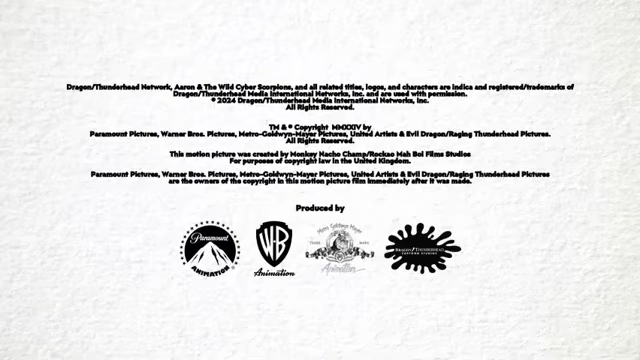 Dragon/Thunderhead Network, Aaron & The Wild Cyber Scorpions, and all related titles, logos, and characters are indica and registered/trademarks of
Dragon/Thunderhead Media International Networks, Inc. and are used with permission.
© 2024 Dragon/Thunderhead Media International Networks, Inc.
All Rights Reserved.
TM & © Copyright MMXXIV by
Paramount Pictures, Warner Bros. Pictures, Metro-Goldwyn-Mayer Pictures, United Artists & Evil Dragon/Raging Thunderhead Pictures.
All Rights Reserved.
This motion picture was created by Monkey Nacho Champ/Rockao Mah Boi Films Studios
For purposes of copyright law in the United Kingdom.
Paramount Pictures, Warner Bros. Pictures, Metro-Goldwyn-Mayer Pictures, United Artists & Evil Dragon/Raging Thunderhead Pictures
are the owners of the copyright in this motion picture film immediately after it was made.
Produced by
Paramount
ANIMATION
WB
Animation
Metro Goldwyn Mayer
TRADE MARK
Animation
DRAGON/THUNDERHEAD
CARTOON STUDIOS